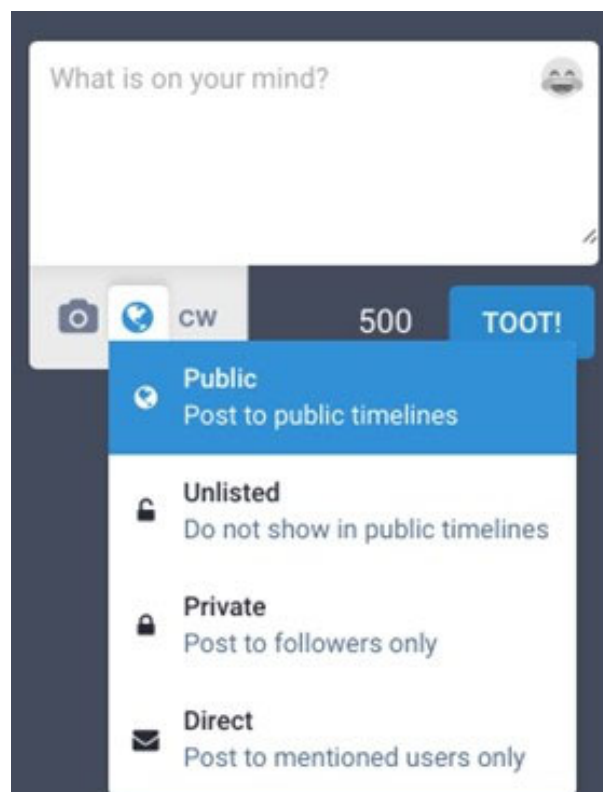 What is on your mind?
CW
500
TOOT!
Public
Post to public timelines
Unlisted
Do not show in public timelines
Private
Post to followers only
Direct
Post to mentioned users only